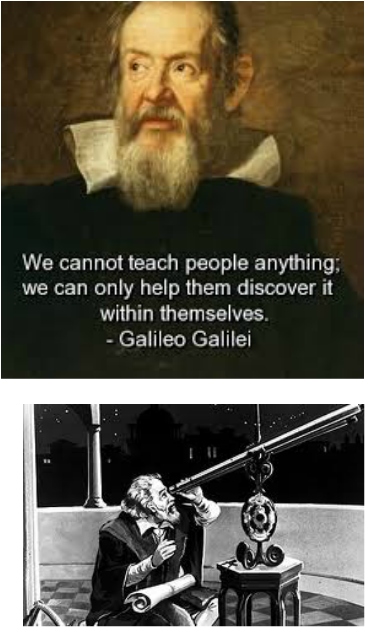 We cannot teach people anything;
we can only help them discover it
within themselves.
- Galileo Galilei